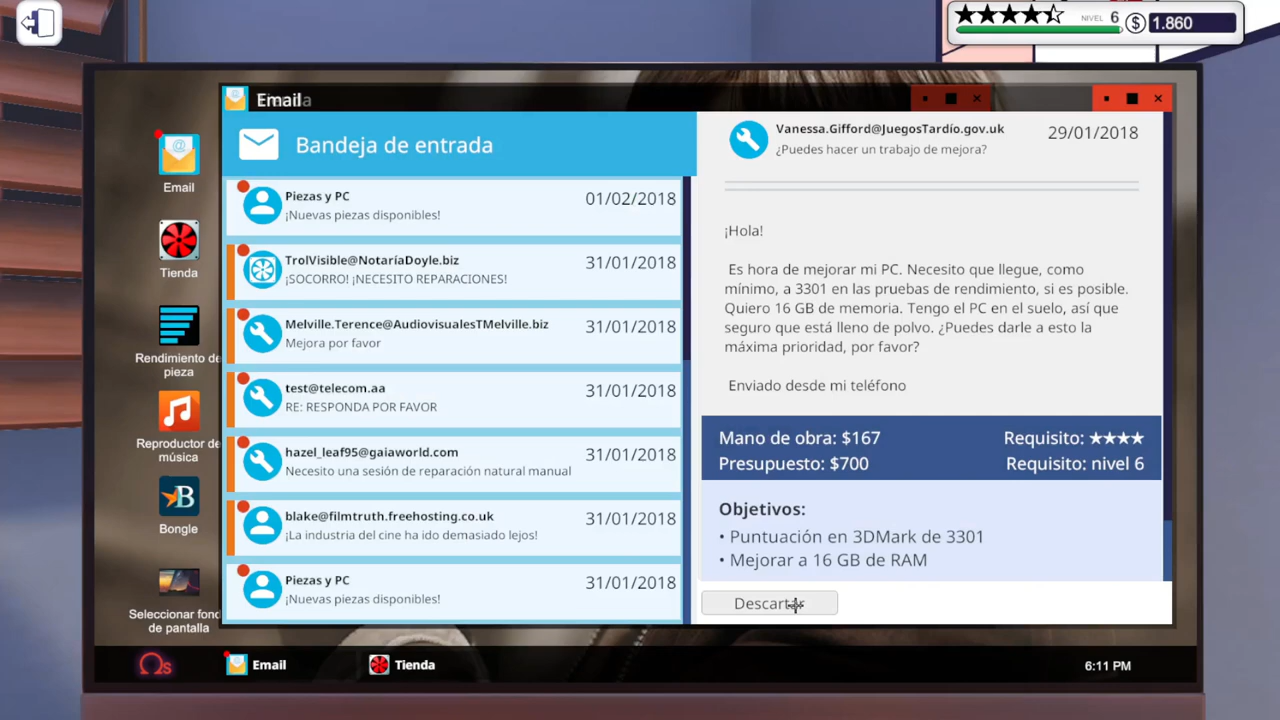 NIVEL 6
$ 1.860
Email
Bandeja de entrada
Piezas y PC
01/02/2018
¡Nuevas piezas disponibles!
TrolVisible@NotaríaDoyle.biz
31/01/2018
¡SOCORRO! ¡NECESITO REPARACIONES!
Melville.Terence@AudiovisualesTMelville.biz
31/01/2018
Mejora por favor
test@telecom.aa
31/01/2018
RE: RESPONDA POR FAVOR
hazel_leaf95@gaiaworld.com
31/01/2018
Necesito una sesión de reparación natural manual
blake@filmtruth.freehosting.co.uk
31/01/2018
¡La industria del cine ha ido demasiado lejos!
Piezas y PC
31/01/2018
¡Nuevas piezas disponibles!
Vanessa.Gifford@JuegosTardío.gov.uk
29/01/2018
¿Puedes hacer un trabajo de mejora?
¡Hola!
Es hora de mejorar mi PC. Necesito que llegue, como
mínimo, a 3301 en las pruebas de rendimiento, si es posible.
Quiero 16 GB de memoria. Tengo el PC en el suelo, así que
seguro que está lleno de polvo. ¿Puedes darle a esto la
máxima prioridad, por favor?
Enviado desde mi teléfono
Mano de obra: $167
Requisito: ★★★★
Presupuesto: $700
Requisito: nivel 6
Objetivos:
• Puntuación en 3DMark de 3301
• Mejorar a 16 GB de RAM
Descartar
Email
Tienda
Rendimiento de
pieza
Reproductor de
música
Bongle
Seleccionar fond
de pantalla
Ωs
Email
Tienda
6:11 PM